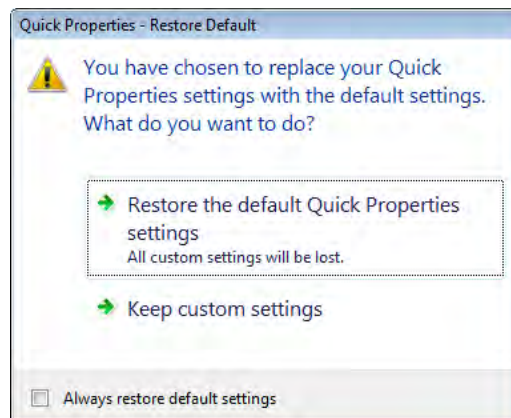 Quick Properties - Restore Default
You have chosen to replace your Quick
Properties settings with the default settings.
What do you want to do?
Restore the default Quick Properties
settings
All custom settings will be lost.
Keep custom settings
Always restore default settings